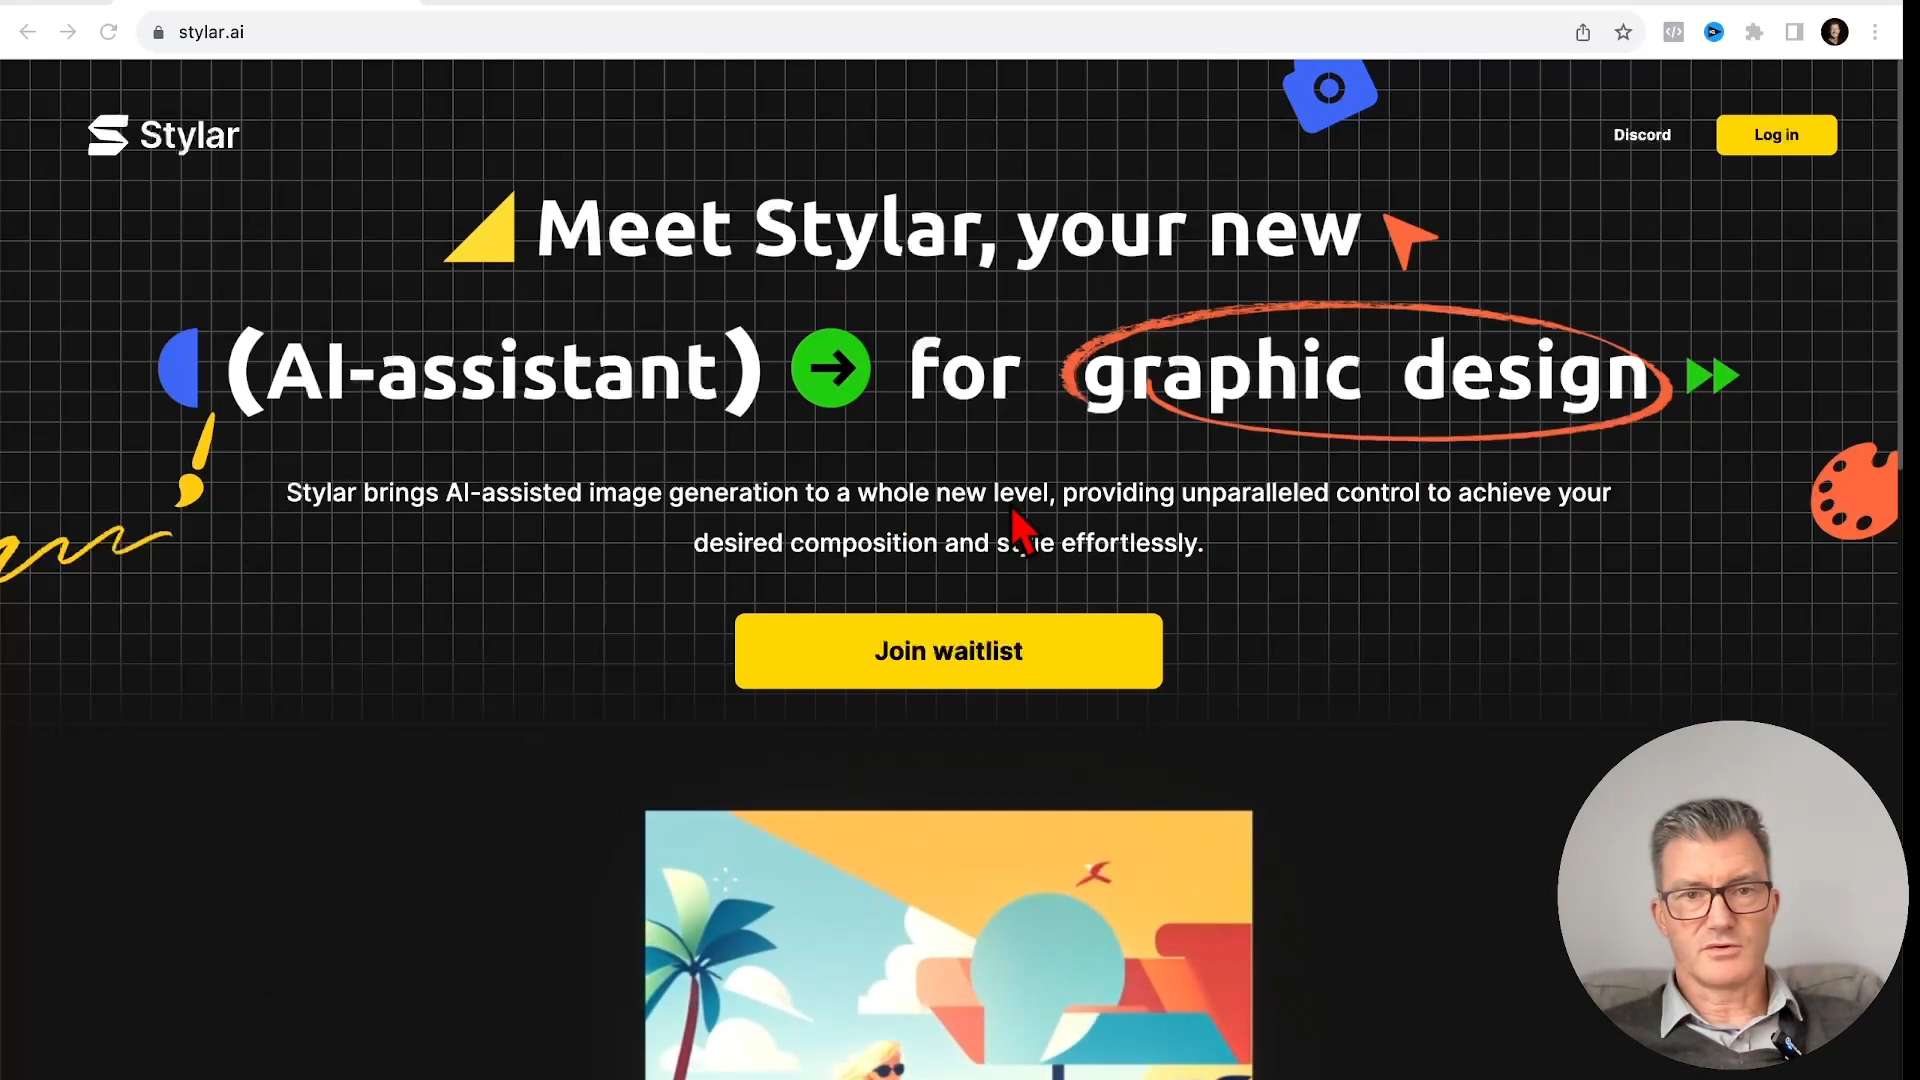 stylar.ai
Stylar
Discord
Log in
Meet Stylar, your new
(AI-assistant) for graphic design
Stylar brings AI-assisted image generation to a whole new level, providing unparalleled control to achieve your
desired composition and style effortlessly.
Join waitlist